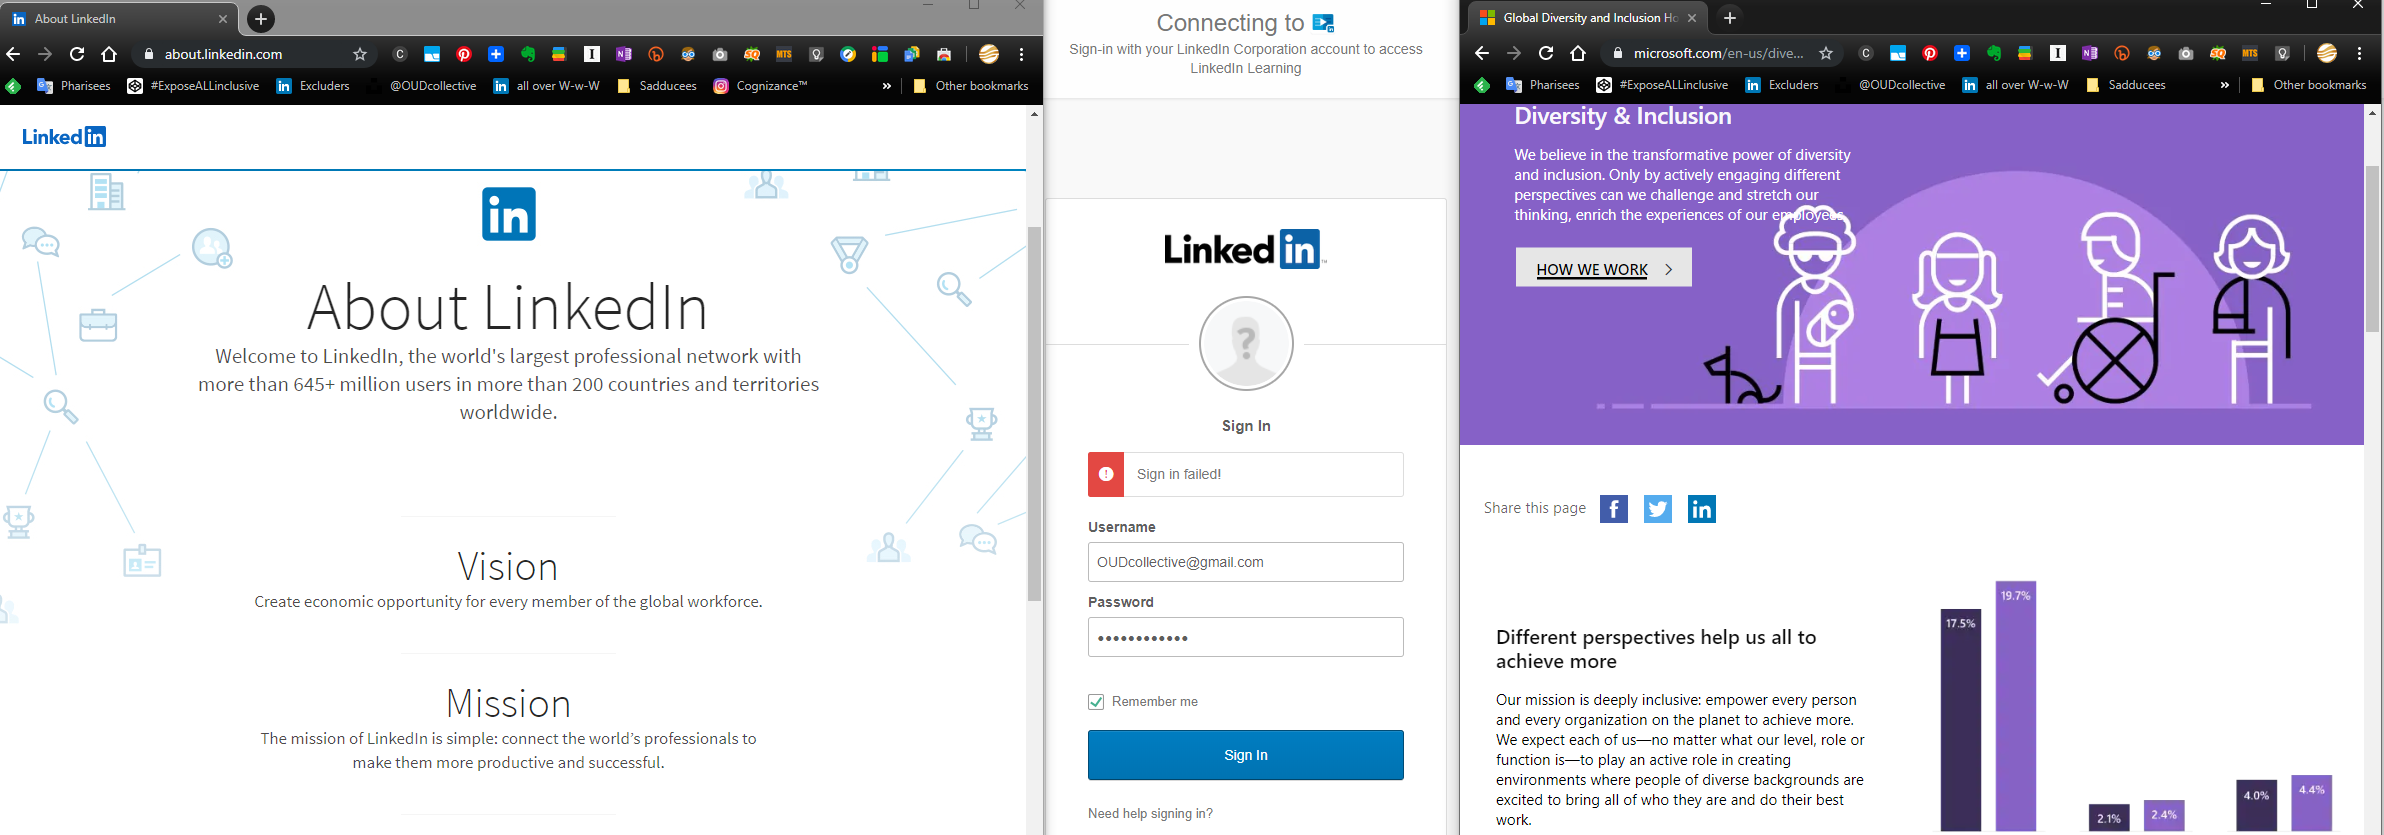 About LinkedIn
about.linkedin.com
Pharisees
#ExposeALLinclusive
Excluders
@OUDcollective
all over W-w-W
Sadducees
Cognizance™
»
Other bookmarks
LinkedIn
in
About LinkedIn
Welcome to LinkedIn, the world's largest professional network with
more than 645+ million users in more than 200 countries and territories
worldwide.
Vision
Create economic opportunity for every member of the global workforce.
Mission
The mission of LinkedIn is simple: connect the world's professionals to
make them more productive and successful.
Connecting to
Sign-in with your LinkedIn Corporation account to access
LinkedIn Learning
LinkedIn™
?
Sign In
Sign in failed!
Username
OUDcollective@gmail.com
Password
••••••••••••
Remember me
Sign In
Need help signing in?
Global Diversity and Inclusion Ho
microsoft.com/en-us/dive...
Pharisees
#ExposeALLinclusive
Excluders
@OUDcollective
all over W-w-W
Sadducees
»
Other bookmarks
Diversity & Inclusion
We believe in the transformative power of diversity
and inclusion. Only by actively engaging different
perspectives can we challenge and stretch our
thinking, enrich the experiences of our employees
HOW WE WORK
Share this page
Different perspectives help us all to
achieve more
Our mission is deeply inclusive: empower every person
and every organization on the planet to achieve more.
We expect each of us—no matter what our level, role or
function is—to play an active role in creating
environments where people of diverse backgrounds are
excited to bring all of who they are and do their best
work.
17.5%
19.7%
2.1%
2.4%
4.0%
4.4%